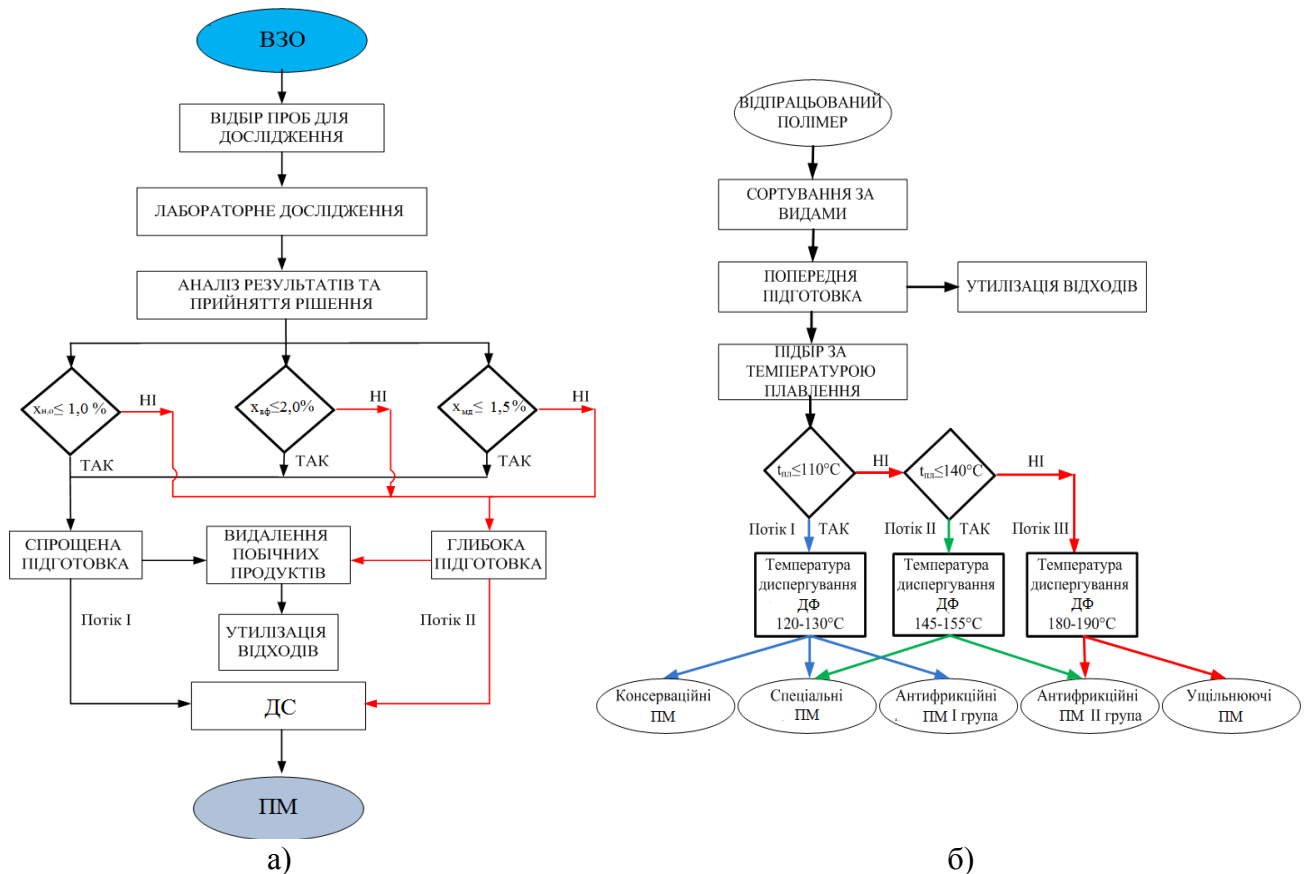 ВЗО
ВІДБІР ПРОБ ДЛЯ
ДОСЛІДЖЕННЯ
ЛАБОРАТОРНЕ ДОСЛІДЖЕННЯ
АНАЛІЗ РЕЗУЛЬТАТІВ ТА
ПРИЙНЯТТЯ РІШЕННЯ
xн,о≤ 1,0 %
НІ
xвф≤2,0%
НІ
xмд≤ 1,5%
НІ
ТАК
ТАК
ТАК
СПРОЩЕНА
ПІДГОТОВКА
ВИДАЛЕННЯ
ПОБІЧНИХ
ПРОДУКТІВ
ГЛИБОКА
ПІДГОТОВКА
Потік І
УТИЛІЗАЦІЯ
ВІДХОДІВ
Потік ІІ
ДС
ПМ
а)
ВІДПРАЦЬОВАНИЙ
ПОЛІМЕР
СОРТУВАННЯ ЗА
ВИДАМИ
ПОПЕРЕДНЯ
ПІДГОТОВКА
УТИЛІЗАЦІЯ ВІДХОДІВ
ПІДБІР ЗА
ТЕМПЕРАТУРОЮ
ПЛАВЛЕННЯ
tпл≤110°C
НІ
tпл≤140°C
НІ
Потік І
ТАК
Потік ІІ
ТАК
Потік ІІІ
Температура
диспергування
ДФ
120-130°C
Температура
диспергування
ДФ
145-155°C
Температура
диспергування
ДФ
180-190°C
Консерваційні
ПМ
Спеціальні
ПМ
Антифрикційні
ПМ І група
Антифрикційні
ПМ ІІ група
Ущільнюючі
ПМ
б)